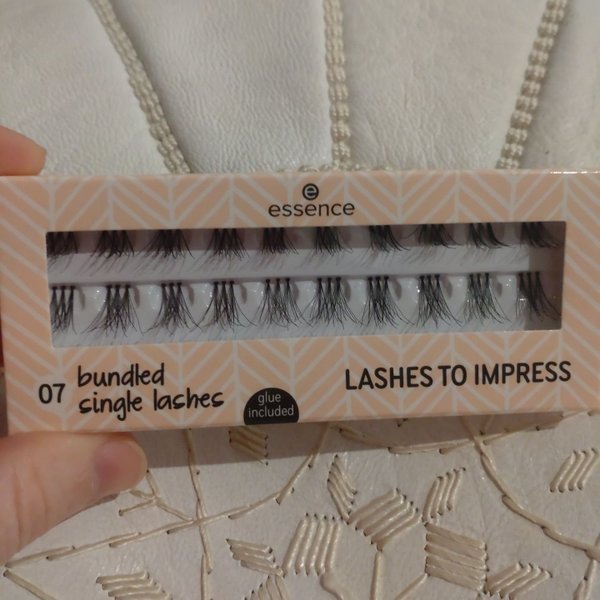 e
essence
07 bundled
single lashes
glue
included
LASHES TO IMPRESS